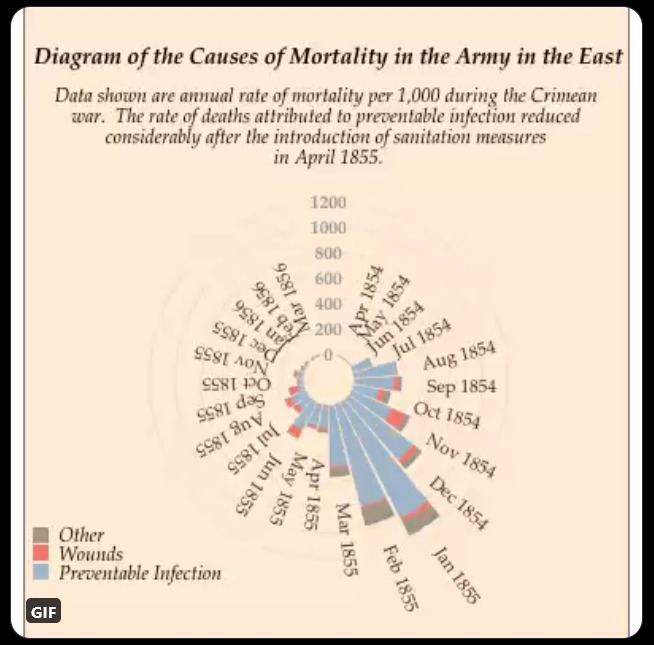 Diagram of the Causes of Mortality in the Army in the East
Data shown are annual rate of mortality per 1,000 during the Crimean
war. The rate of deaths attributed to preventable infection reduced
considerably after the introduction of sanitation measures
in April 1855.
1200
1000
800
600
400
200
0
Apr 1854
May 1854
Jun 1854
Jul 1854
Aug 1854
Sep 1854
Oct 1854
Nov 1854
Dec 1854
Jan 1855
Feb 1855
Mar 1855
Apr 1855
May 1855
Jun 1855
Jul 1855
Aug 1855
Sep 1855
Oct 1855
Nov 1855
Dec 1855
Jan 1856
Feb 1856
Mar 1856
Other
Wounds
Preventable Infection
GIF